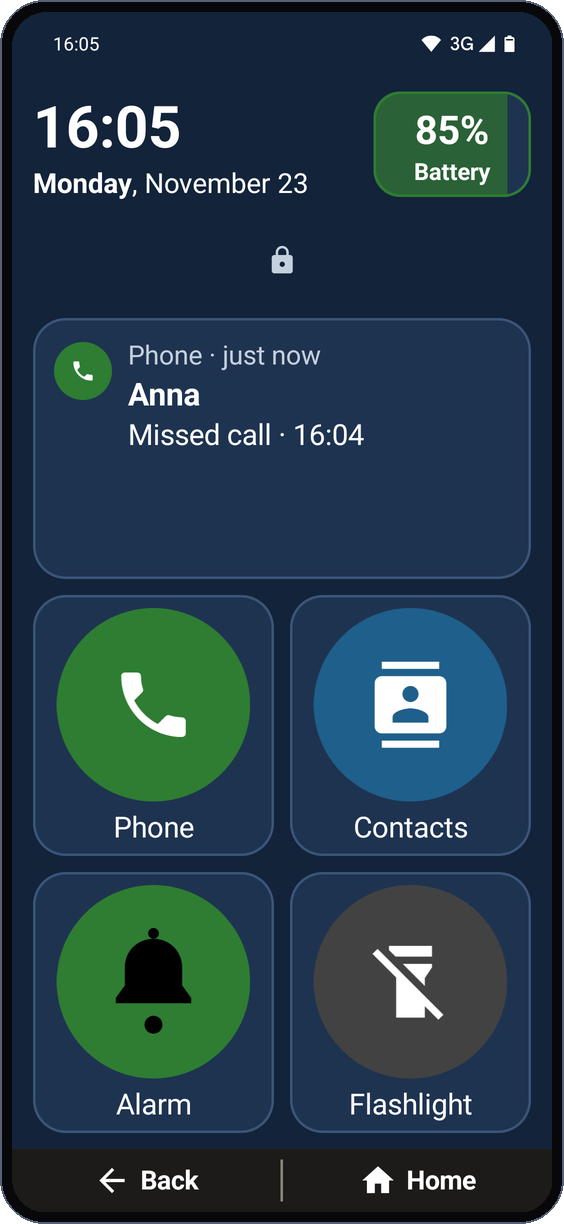 16:05 3G
16:05
85%
Monday, November 23
Battery
Phone · just now
Anna
Missed call · 16:04
Phone
Contacts
Alarm
Flashlight
Back
Home